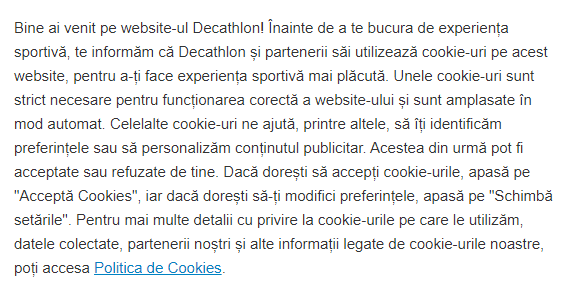 Bine ai venit pe website-ul Decathlon! Înainte de a te bucura de experiența
sportivă, te informăm că Decathlon și partenerii săi utilizează cookie-uri pe acest
website, pentru a-ți face experiența sportivă mai plăcută. Unele cookie-uri sunt
strict necesare pentru funcționarea corectă a website-ului și sunt amplasate în
mod automat. Celelalte cookie-uri ne ajută, printre altele, să îți identificăm
preferințele sau să personalizăm conținutul publicitar. Acestea din urmă pot fi
acceptate sau refuzate de tine. Dacă dorești să accepți cookie-urile, apasă pe
"Acceptă Cookies", iar dacă dorești să-ți modifici preferințele, apasă pe "Schimbă
setările". Pentru mai multe detalii cu privire la cookie-urile pe care le utilizăm,
datele colectate, partenerii noștri și alte informații legate de cookie-urile noastre,
poți accesa Politica de Cookies.